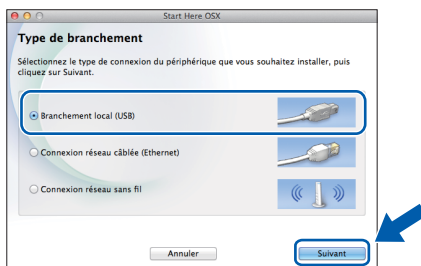 Start Here OSX
Type de branchement
Sélectionnez le type de connexion du périphérique que vous souhaitez installer, puis
cliquez sur Suivant.
Branchement local (USB)
Connexion réseau câblée (Ethernet)
Connexion réseau sans fil
Annuler
Suivant